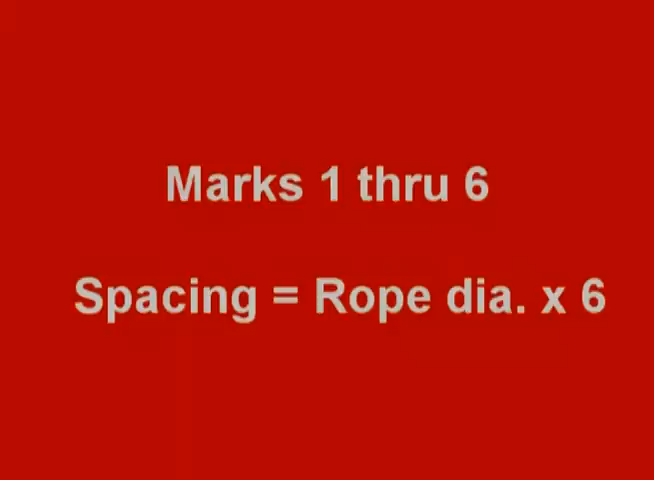 Marks 1 thru 6
Spacing = Rope dia. x 6